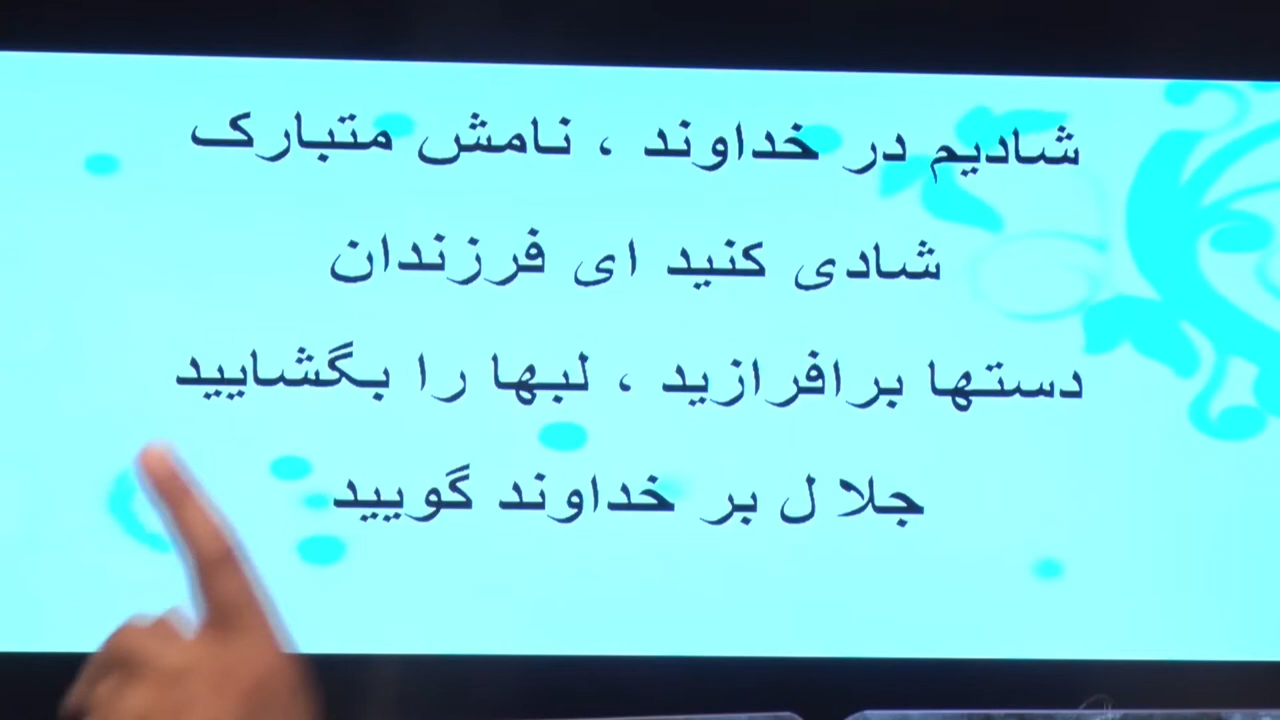 شادیم در خداوند ، نامش متبارک
شادی کنید ای فرزندان
دستها برافرازید ، لبها را بگشایید
جلا ل بر خداوند گویید